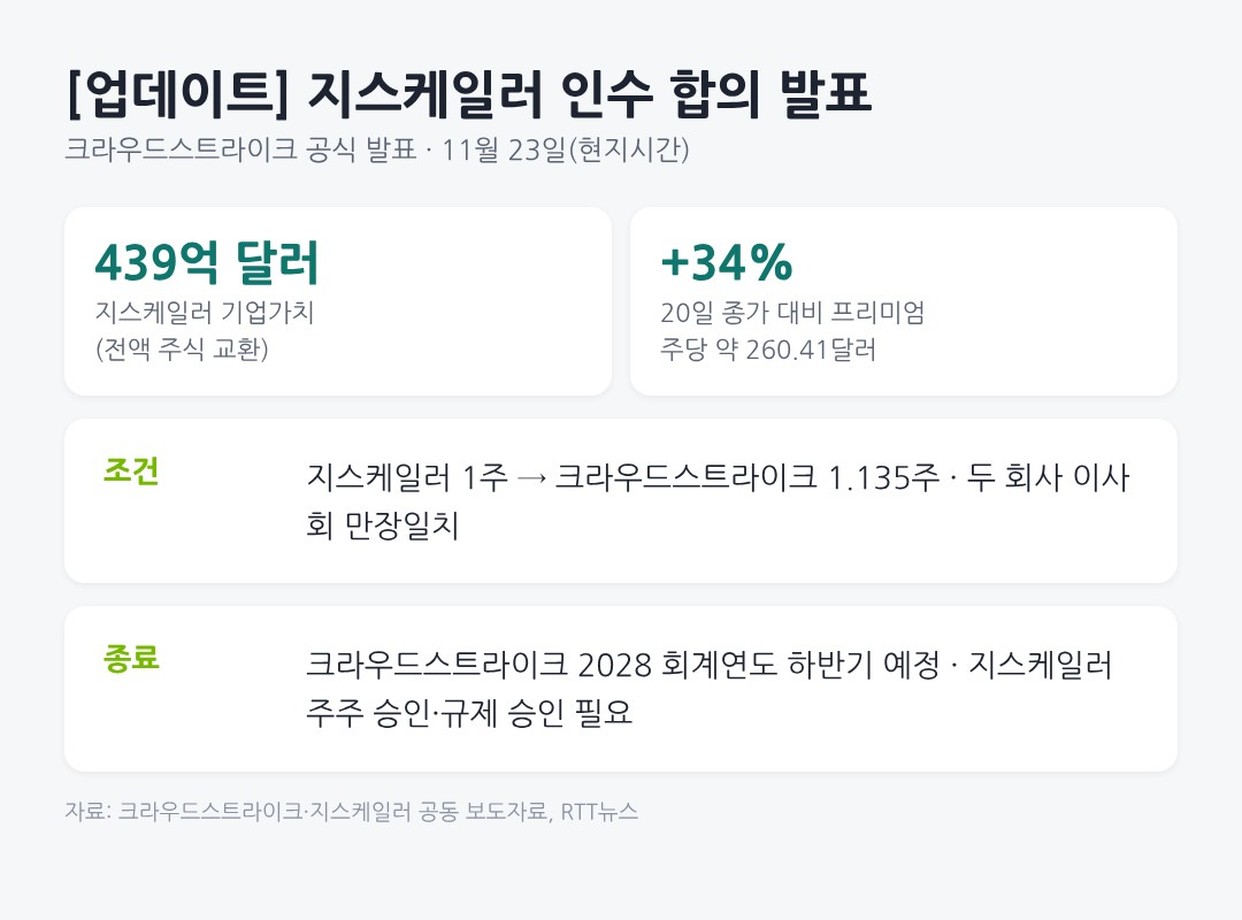 [업데이트] 지스케일러 인수 합의 발표
크라우드스트라이크 공식 발표 · 11월 23일(현지시간)
439억 달러
지스케일러 기업가치
(전액 주식 교환)
+34%
20일 종가 대비 프리미엄
주당 약 260.41달러
조건
지스케일러 1주 → 크라우드스트라이크 1.135주 · 두 회사 이사
회 만장일치
종료
크라우드스트라이크 2028 회계연도 하반기 예정 · 지스케일러
주주 승인·규제 승인 필요
자료: 크라우드스트라이크·지스케일러 공동 보도자료, RTT뉴스